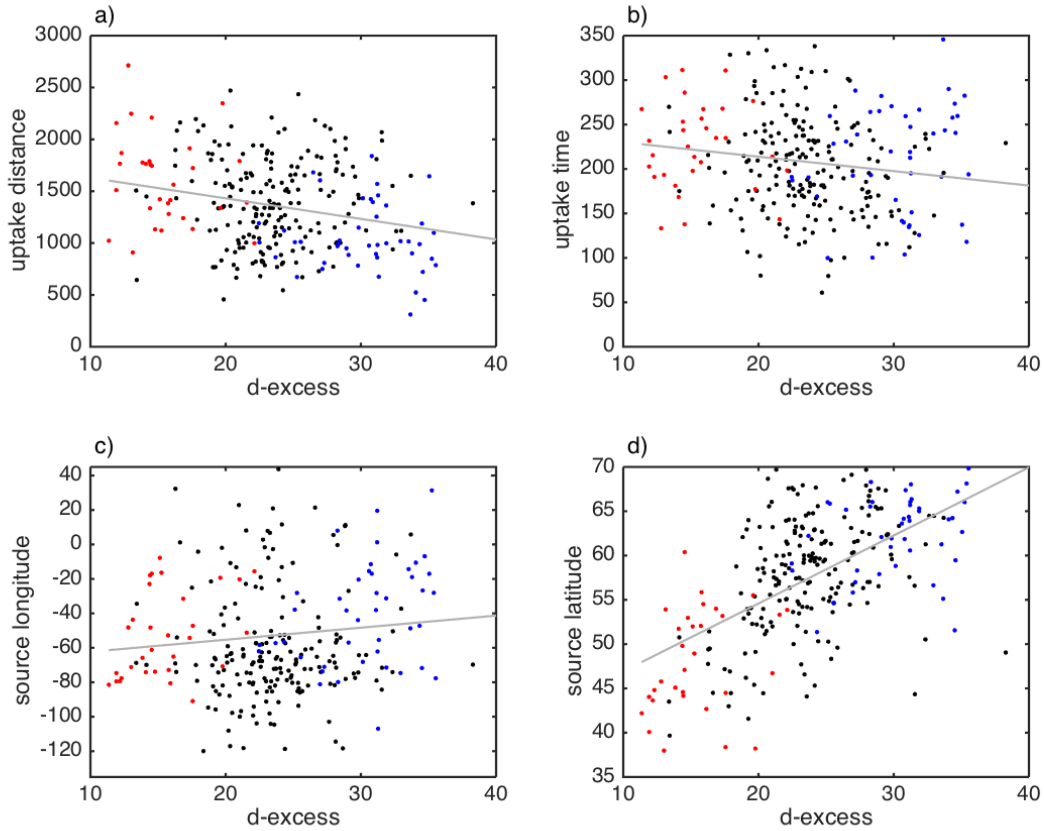 a)
3000
2500
2000
1500
1000
500
0
uptake distance
10 20 30 40
d-excess
b)
350
300
250
200
150
100
50
0
uptake time
10 20 30 40
d-excess
c)
40
20
0
-20
-40
-60
-80
-100
-120
source longitude
10 20 30 40
d-excess
d)
70
65
60
55
50
45
40
35
source latitude
10 20 30 40
d-excess